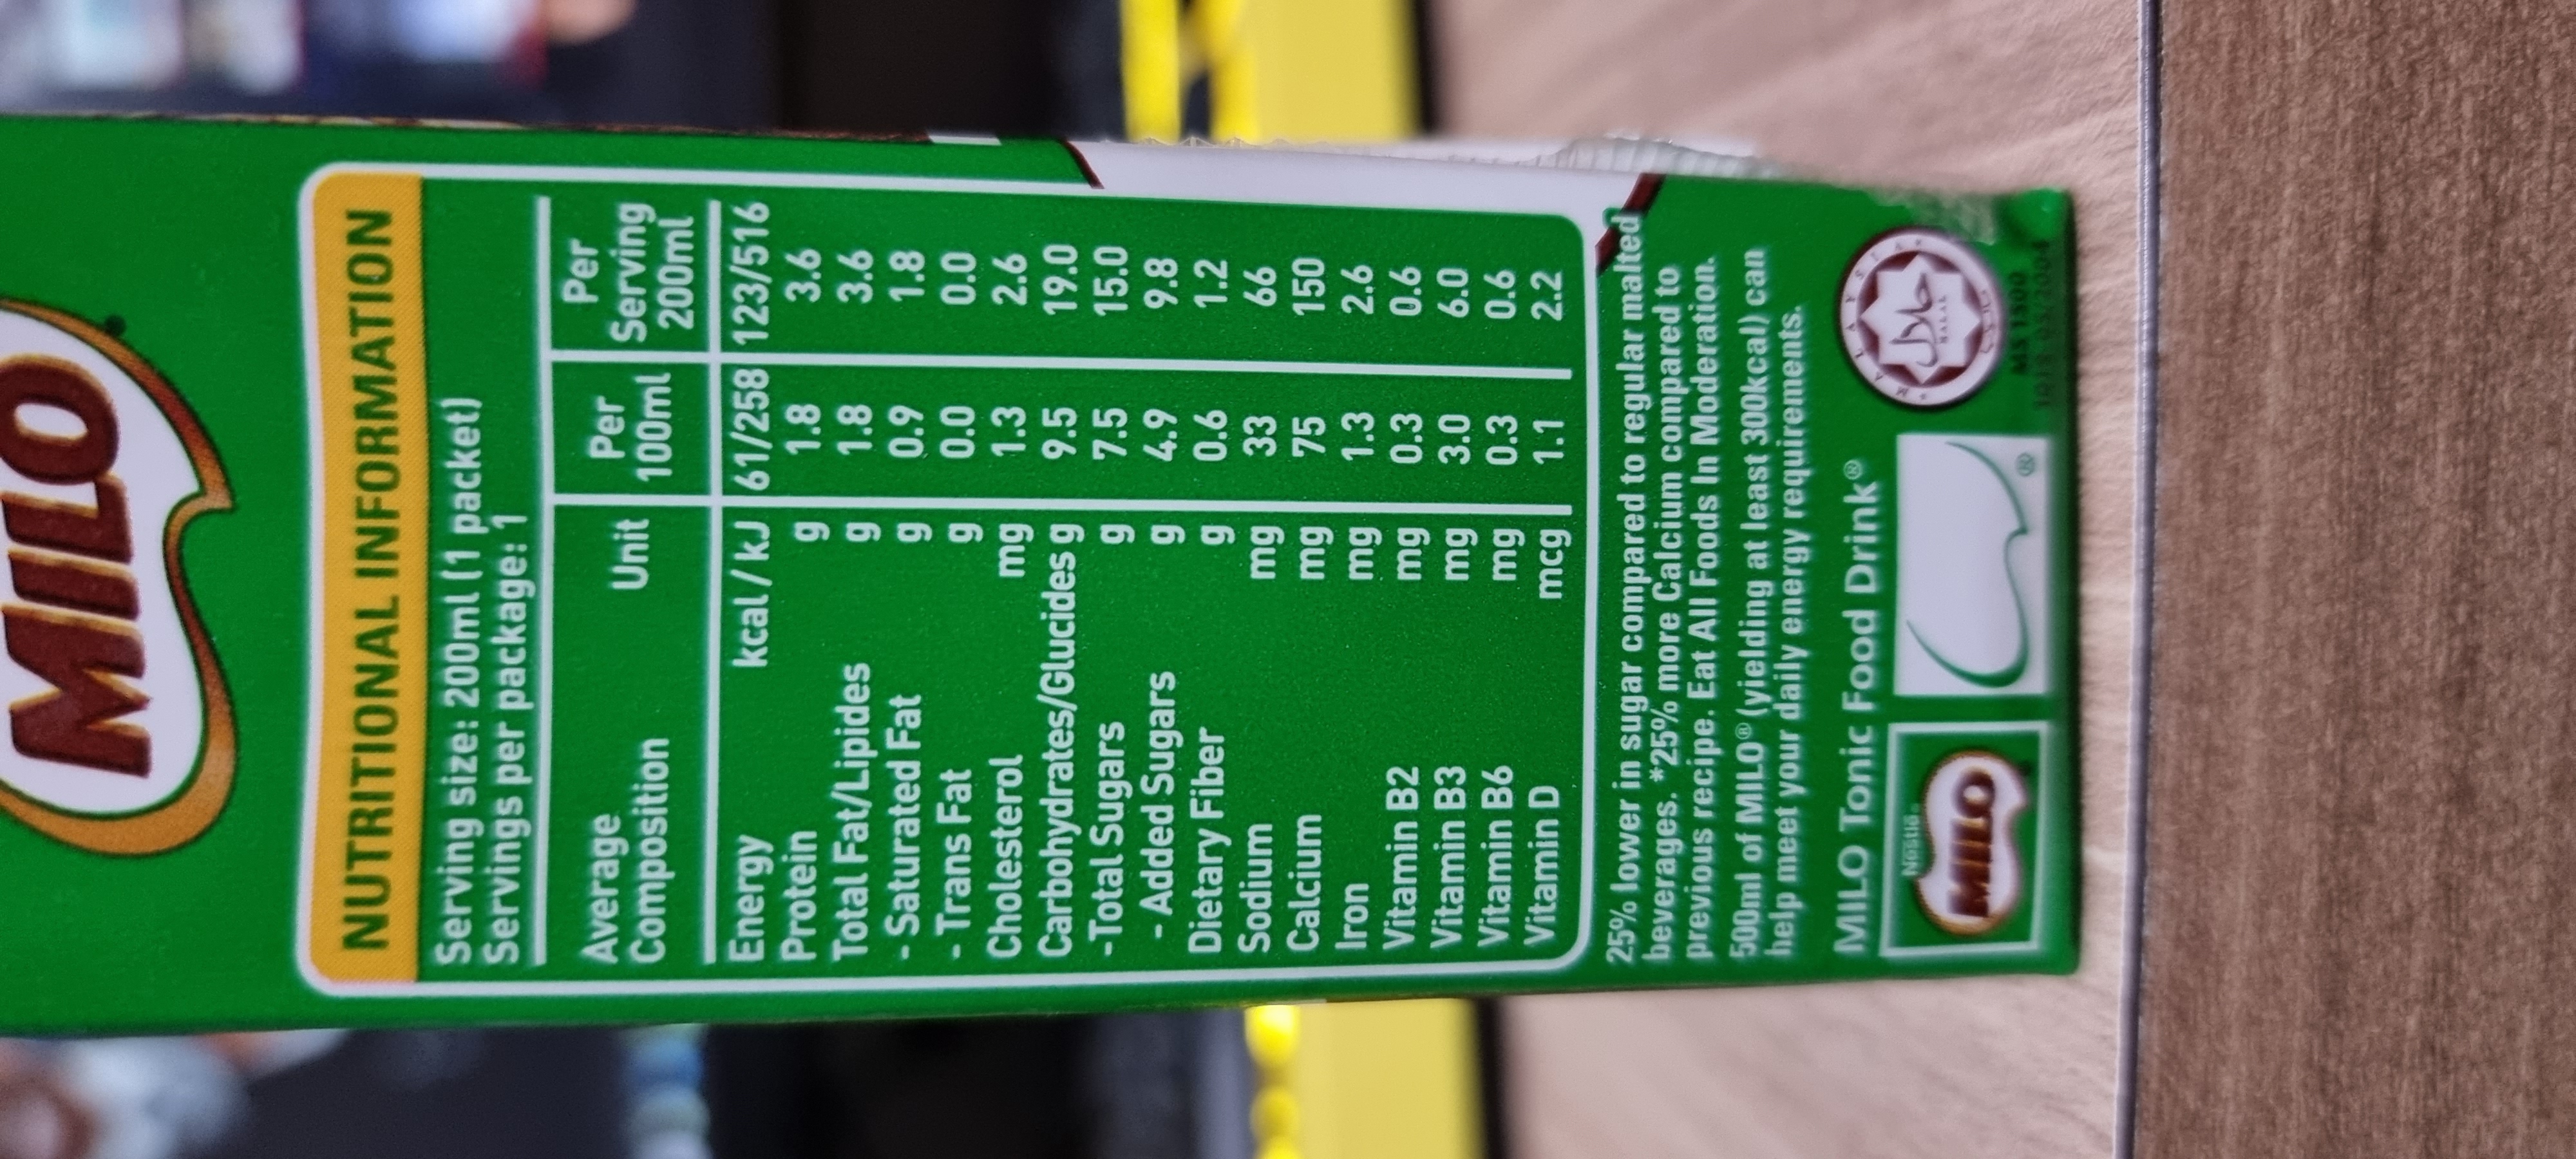 MILO
NUTRITIONAL INFORMATION
Serving size: 200ml (1 packet)
Servings per package: 1
Average Composition Unit Per 100ml Per Serving 200ml
Energy kcal / kJ 61/258 123/516
Protein g 1.8 3.6
Total Fat/Lipides g 1.8 3.6
- Saturated Fat g 0.9 1.8
- Trans Fat g 0.0 0.0
Cholesterol mg 1.3 2.6
Carbohydrates/Glucides g 9.5 19.0
-Total Sugars g 7.5 15.0
- Added Sugars g 4.9 9.8
Dietary Fiber g 0.6 1.2
Sodium mg 33 66
Calcium mg 75 150
Iron mg 1.3 2.6
Vitamin B2 mg 0.3 0.6
Vitamin B3 mg 3.0 6.0
Vitamin B6 mg 0.3 0.6
Vitamin D mcg 1.1 2.2
25% lower in sugar compared to regular malted
beverages. *25% more Calcium compared to
previous recipe. Eat All Foods In Moderation.
500ml of MILO® (yielding at least 300kcal) can
help meet your daily energy requirements.
MILO Tonic Food Drink®
Nestlé
MILO
®
MALAYSIA
حلال
HALAL
MS 1500